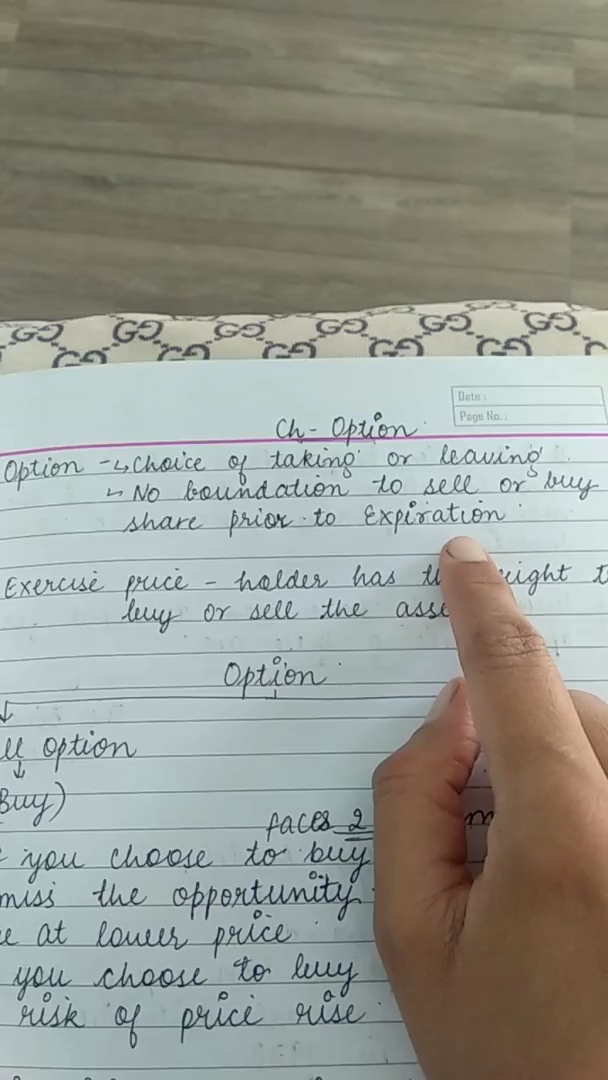 Date :
Page No. :
Ch - Option
Option -↳ choice of taking or leaving.
↳ No boundation to sell or buy
share prior to Expiration
Exercise price - holder has right
buy or sell the
Option
option
Buy)
faces 2
you choose to buy
miss the opportunity
at lower price
you choose to buy
risk of price rise